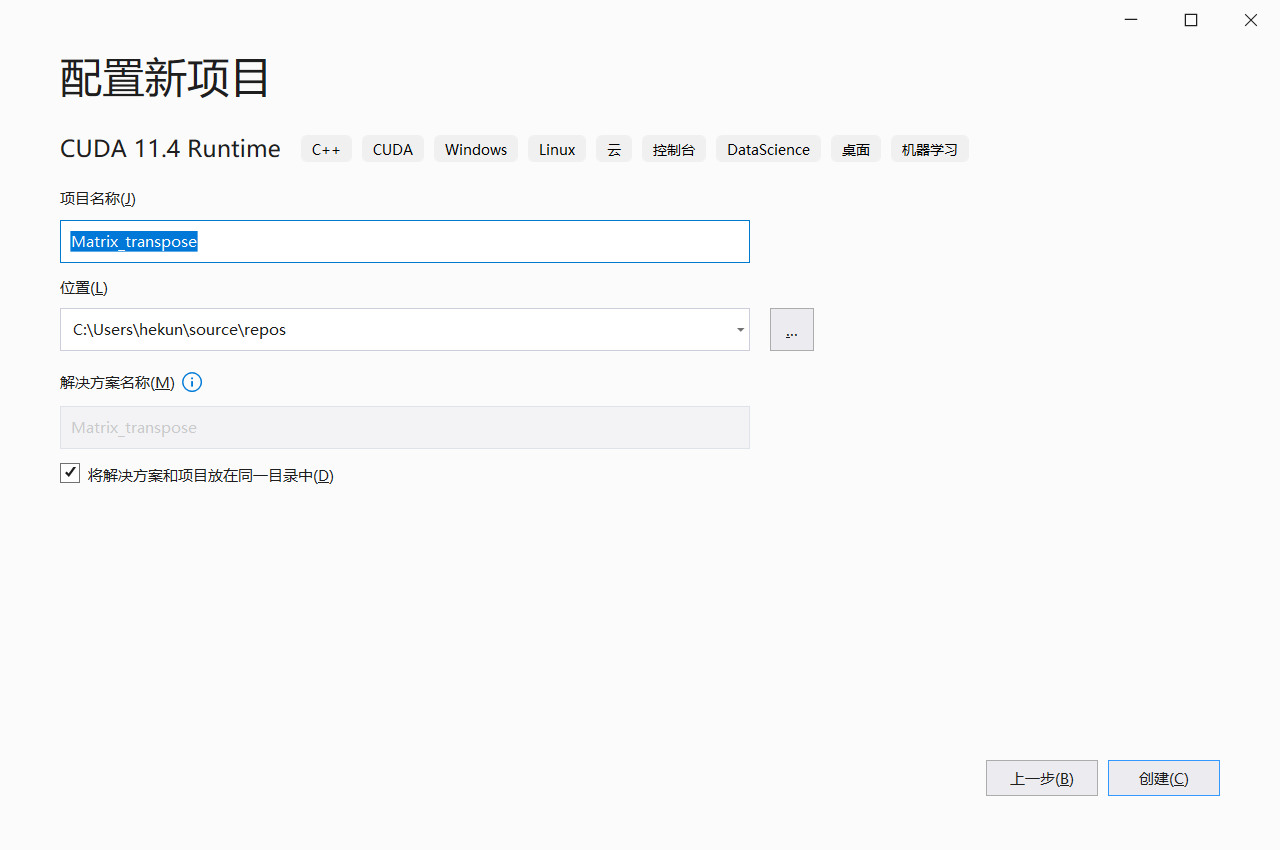 配置新项目
CUDA 11.4 Runtime C++ CUDA Windows Linux 云 控制台 DataScience 桌面 机器学习
项目名称(J)
Matrix_transpose
位置(L)
C:\Users\hekun\source\repos
...
解决方案名称(M)
Matrix_transpose
将解决方案和项目放在同一目录中(D)
上一步(B) 创建(C)